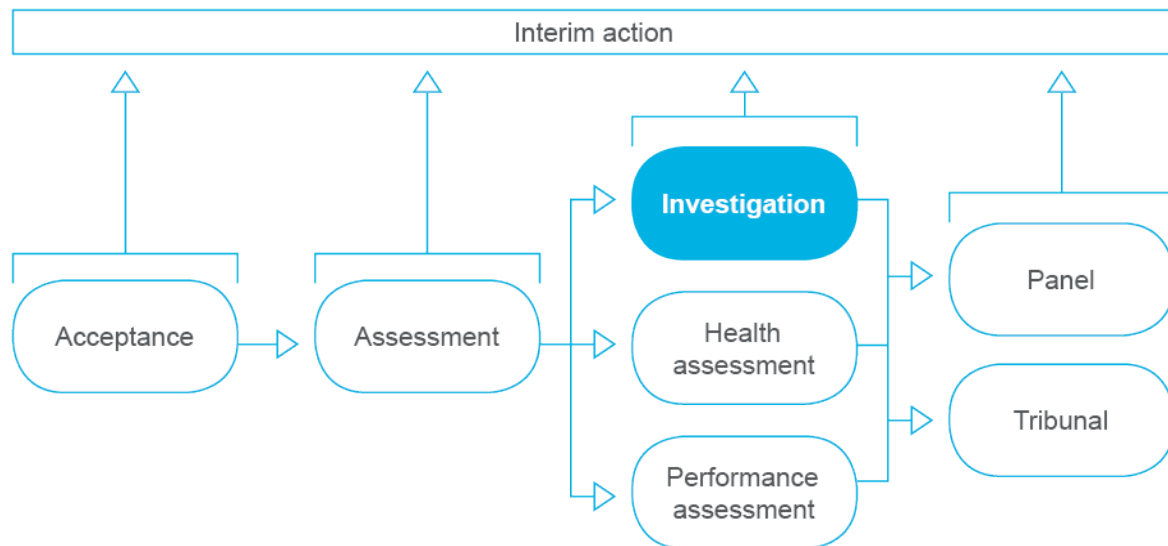 Interim action
Acceptance
Assessment
Investigation
Health
assessment
Performance
assessment
Panel
Tribunal